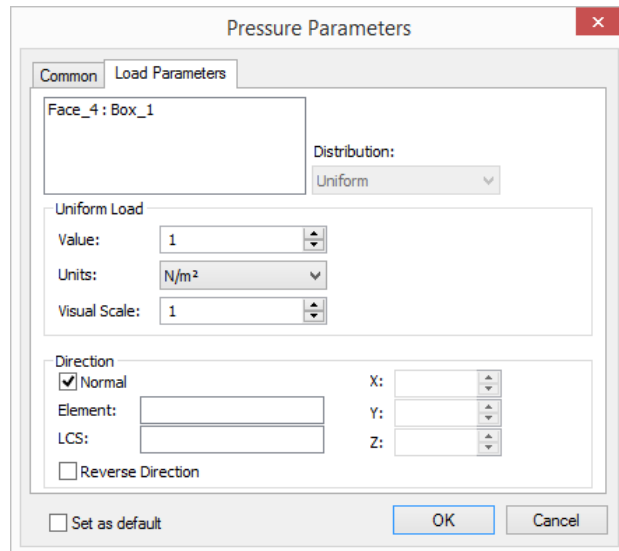 Pressure Parameters
Common
Load Parameters
Face_4 : Box_1
Distribution:
Uniform
Uniform Load
Value: 1
Units: N/m²
Visual Scale: 1
Direction
Normal
X:
Element:
Y:
LCS:
Z:
Reverse Direction
Set as default
OK
Cancel